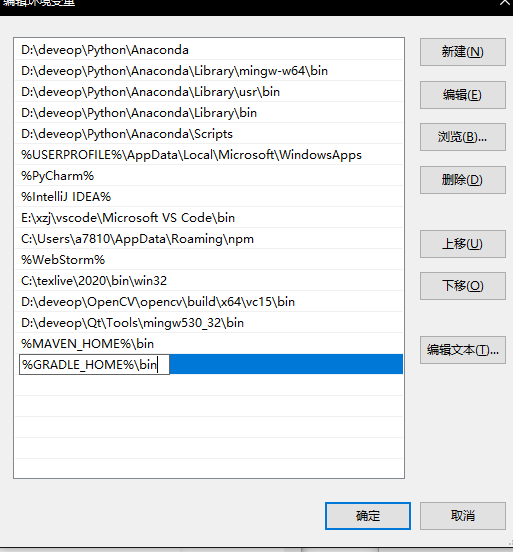 编辑环境变量
D:\deveop\Python\Anaconda
D:\deveop\Python\Anaconda\Library\mingw-w64\bin
D:\deveop\Python\Anaconda\Library\usr\bin
D:\deveop\Python\Anaconda\Library\bin
D:\deveop\Python\Anaconda\Scripts
%USERPROFILE%\AppData\Local\Microsoft\WindowsApps
%PyCharm%
%IntelliJ IDEA%
E:\xzj\vscode\Microsoft VS Code\bin
C:\Users\a7810\AppData\Roaming\npm
%WebStorm%
C:\texlive\2020\bin\win32
D:\deveop\OpenCV\opencv\build\x64\vc15\bin
D:\deveop\Qt\Tools\mingw530_32\bin
%MAVEN_HOME%\bin
%GRADLE_HOME%\bin
新建(N)
编辑(E)
浏览(B)...
删除(D)
上移(U)
下移(O)
编辑文本(T)...
确定
取消